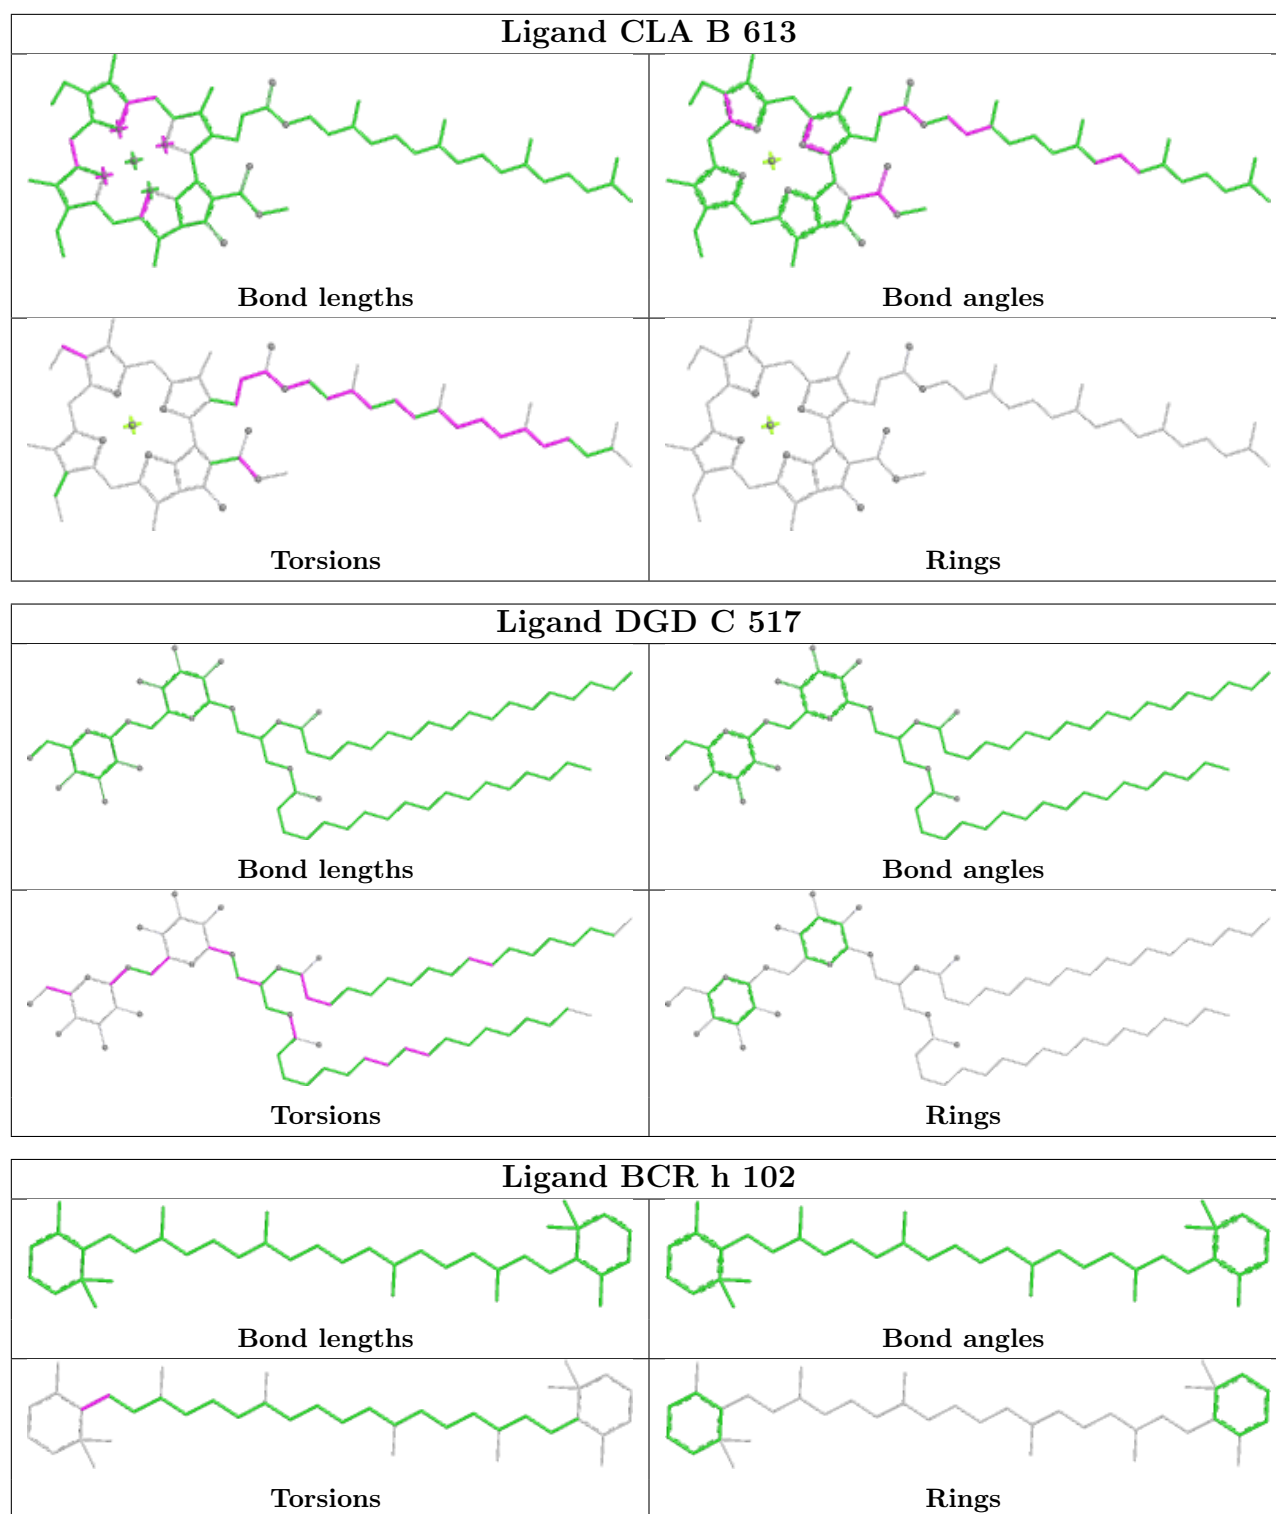 Ligand CLA B 613
Bond lengths
Bond angles
Torsions
Rings
Ligand DGD C 517
Bond lengths
Bond angles
Torsions
Rings
Ligand BCR h 102
Bond lengths
Bond angles
Torsions
Rings